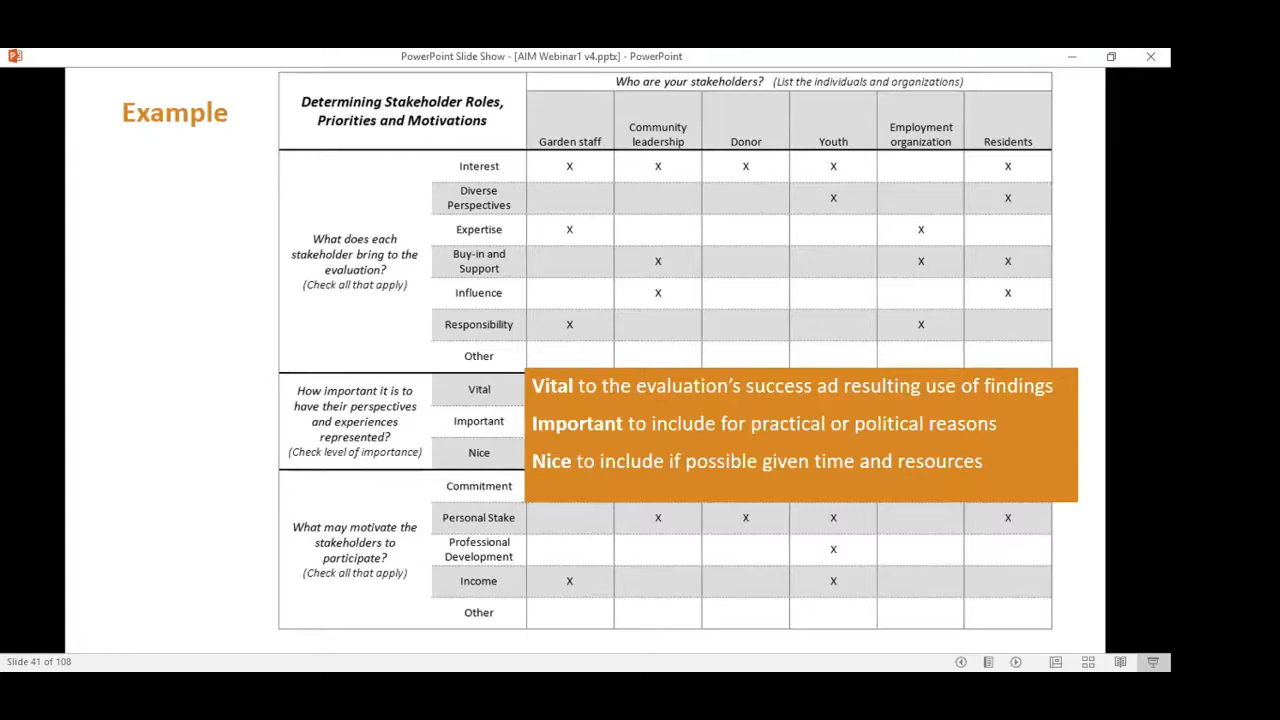 PowerPoint Slide Show - [AIM Webinar1 v4.pptx] - PowerPoint
Example
Determining Stakeholder Roles,
Priorities and Motivations
Who are your stakeholders? (List the individuals and organizations)
Garden staff
Community
leadership
Donor
Youth
Employment
organization
Residents
What does each
stakeholder bring to the
evaluation?
(Check all that apply)
Interest X X X X X
Diverse
Perspectives X X
Expertise X X
Buy-in and
Support X X X
Influence X X
Responsibility X X
Other
How important it is to
have their perspectives
and experiences
represented?
(Check level of importance)
Vital
Important
Nice
Vital to the evaluation's success ad resulting use of findings
Important to include for practical or political reasons
Nice to include if possible given time and resources
What may motivate the
stakeholders to
participate?
(Check all that apply)
Commitment
Personal Stake X X X X
Professional
Development X
Income X X
Other
Slide 41 of 108